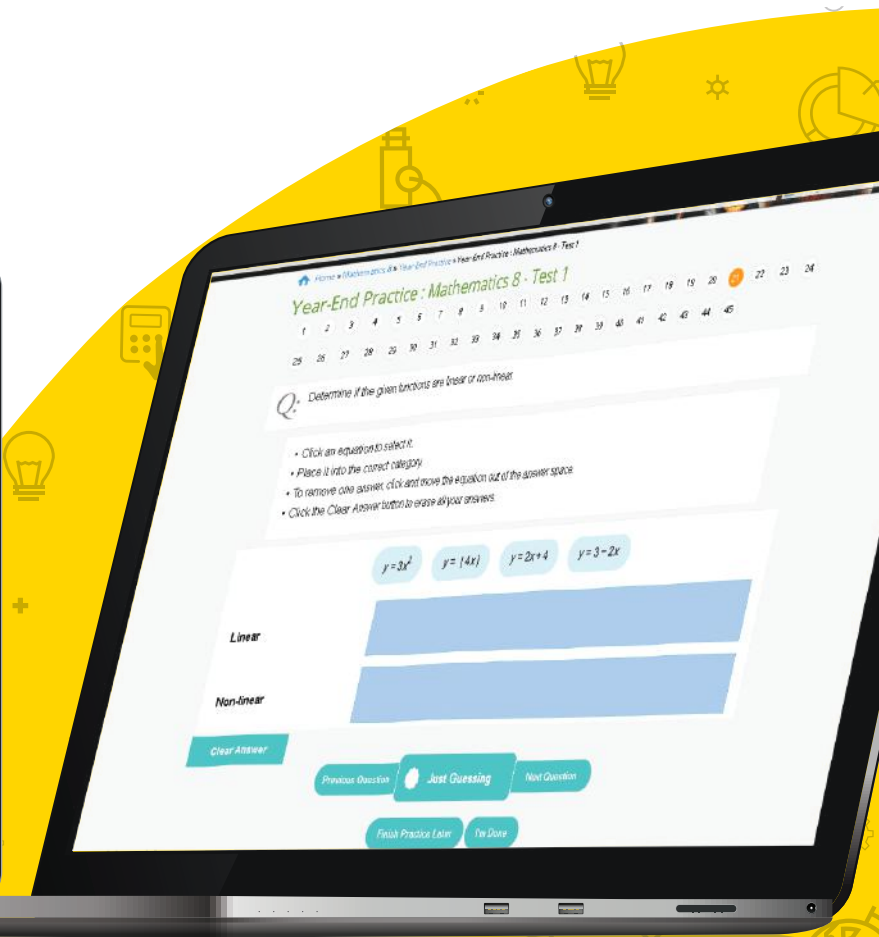 Home » Mathematics 8 » Year-End Practice » Year-End Practice : Mathematics 8 - Test 1
Year-End Practice : Mathematics 8 - Test 1
1 2 3 4 5 6 7 8 9 10 11 12 13 14 15 16 17 18 19 20 21 22 23 24
25 26 27 28 29 30 31 32 33 34 35 36 37 38 39 40 41 42 43 44 45
Q: Determine if the given functions are linear or non-linear.
• Click an equation to select it.
• Place it into the correct category.
• To remove one answer, click and move the equation out of the answer space.
• Click the Clear Answer button to erase all your answers.
y = 3x² y = |4x| y = 2x + 4 y = 3 - 2x
Linear
Non-linear
Clear Answer
Previous Question Just Guessing Next Question
Finish Practice Later I'm Done